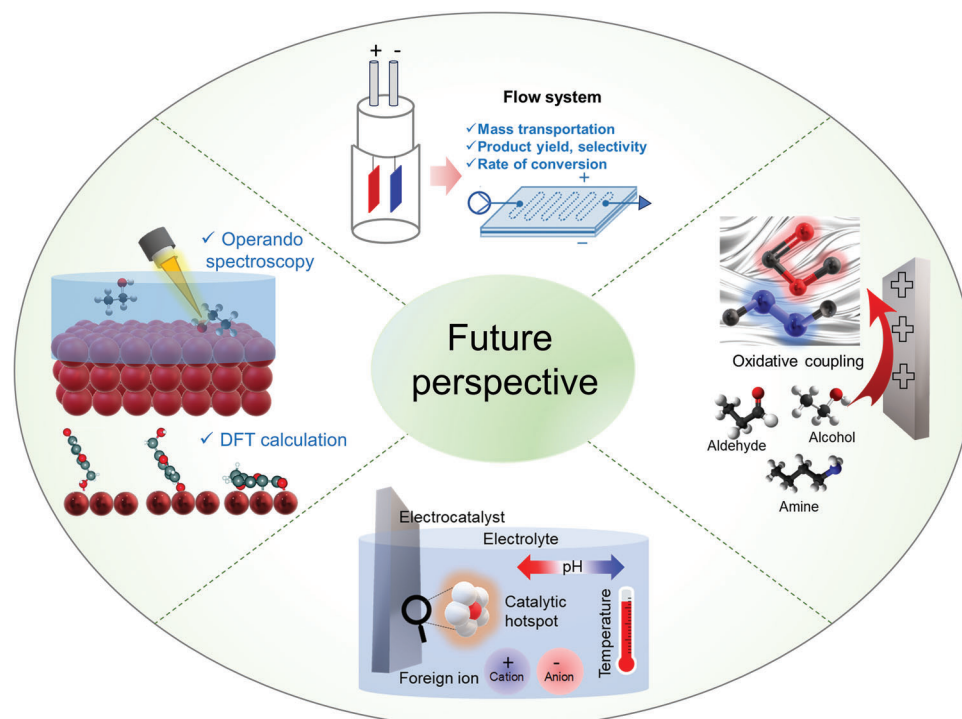 + -
Flow system
✓Mass transportation
✓Product yield, selectivity
✓Rate of conversion
+
−
✓ Operando
spectroscopy
✓ DFT calculation
Future
perspective
Oxidative coupling
Aldehyde
Alcohol
Amine
Electrocatalyst
Electrolyte
pH
Catalytic
hotspot
Temperature
Foreign ion
+
Cation
-
Anion